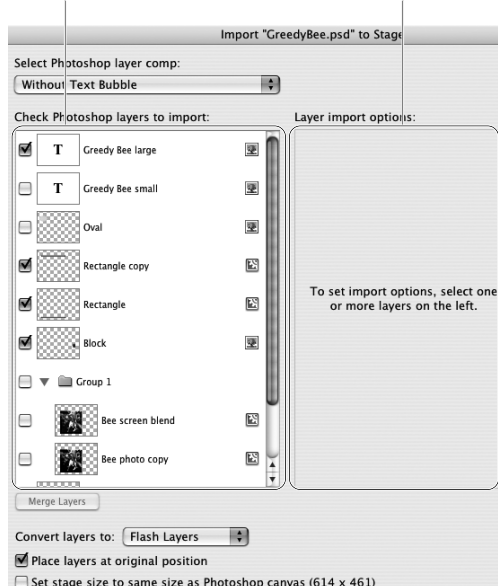 Import "GreedyBee.psd" to Stage
Select Photoshop layer comp:
Without Text Bubble
Check Photoshop layers to import:
Layer import options:
T Greedy Bee large
T Greedy Bee small
Oval
Rectangle copy
Rectangle
Block
Group 1
Bee screen blend
Bee photo copy
To set import options, select one
or more layers on the left.
Merge Layers
Convert layers to: Flash Layers
Place layers at original position
Set stage size to same size as Photoshop canvas (614 x 461)